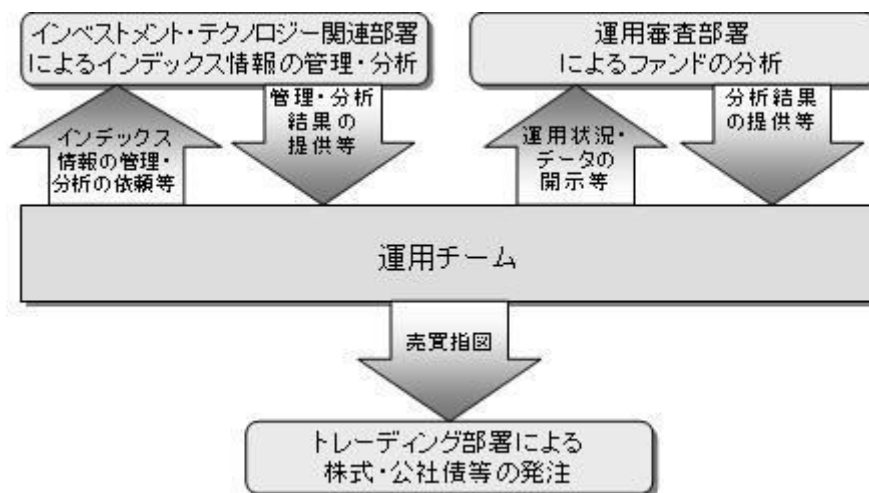 インベストメント・テクノロジー関連部署
によるインデックス情報の管理・分析
運用審査部署
によるファンドの分析
インデックス
情報の管理・
分析の依頼等
管理・分析
結果の
提供等
運用状況・
データの
開示等
分析結果
の提供等
運用チーム
売買指図
トレーディング部署による
株式・公社債等の発注